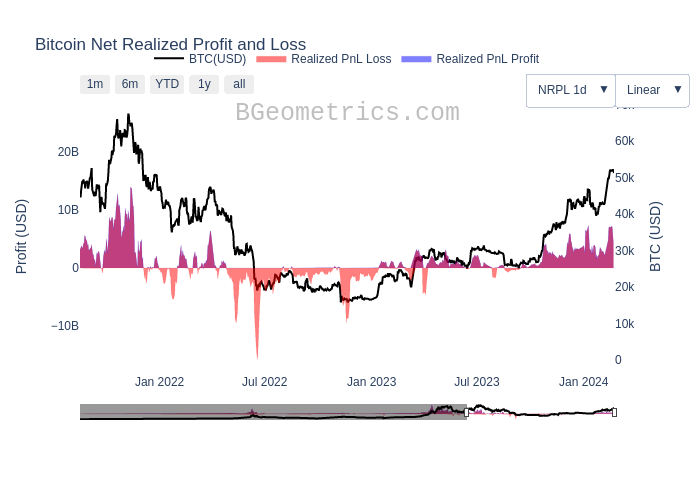 Bitcoin Net Realized Profit and Loss
BTC(USD) Realized PnL Loss Realized PnL Profit
1m 6m YTD 1y all
NRPL 1d ▼ Linear ▼
BGeometrics.com
20B
10B
0
−10B
Profit (USD)
60k
50k
40k
30k
20k
10k
0
BTC (USD)
Jan 2022 Jul 2022 Jan 2023 Jul 2023 Jan 2024